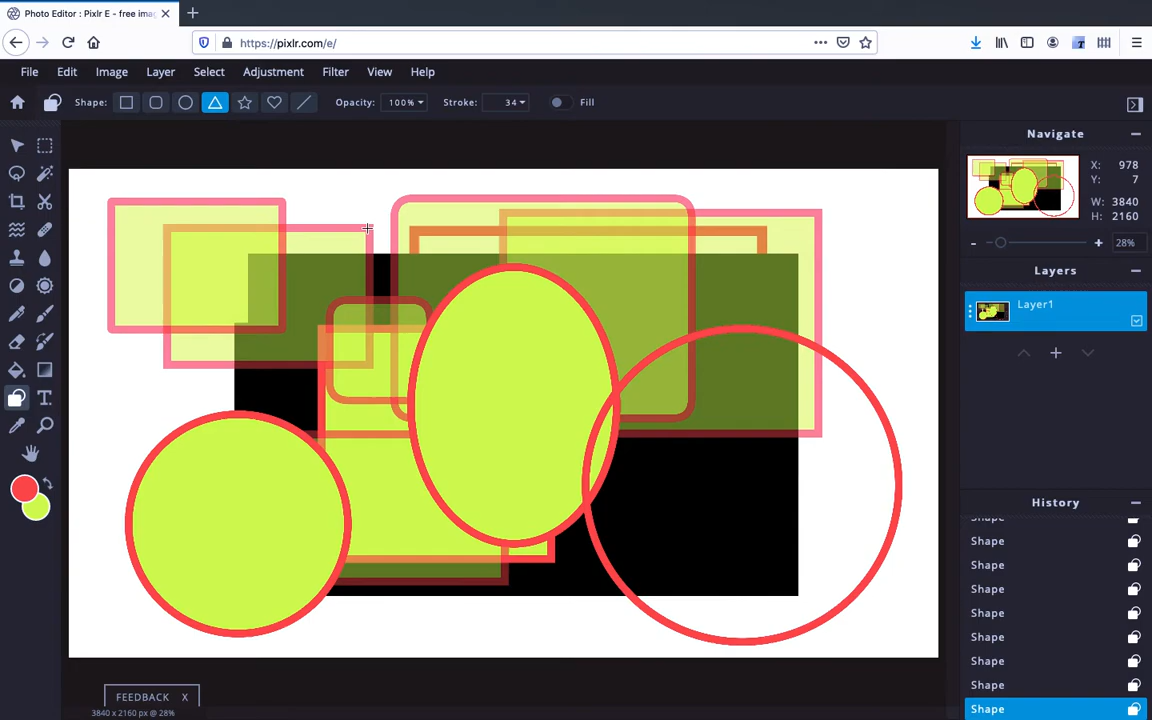 Photo Editor : Pixlr E - free imag
https://pixlr.com/e/
File Edit Image Layer Select Adjustment Filter View Help
Shape: Opacity: 100% Stroke: 34 Fill
Navigate
X: 978
Y: 7
W: 3840
H: 2160
- + 28%
Layers
Layer1
T.
History
Shape
Shape
Shape
Shape
Shape
Shape
Shape
Shape
Shape
FEEDBACK X
3840 x 2160 px @ 28%